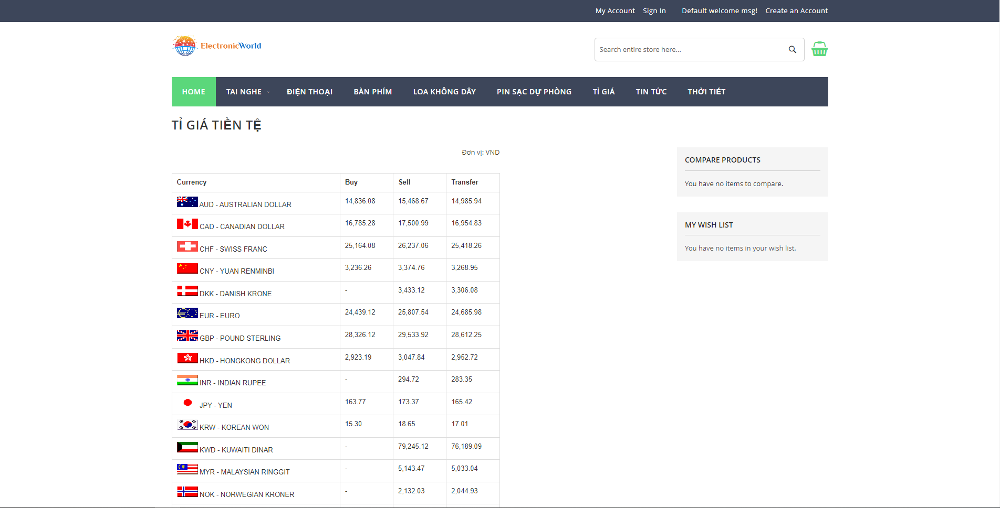 My Account Sign In Default welcome msg! Create an Account
ElectronicWorld
Search entire store here...
HOME TAI NGHE ĐIỆN THOẠI BÀN PHÍM LOA KHÔNG DÂY PIN SẠC DỰ PHÒNG TỈ GIÁ TIN TỨC THỜI TIẾT
TỈ GIÁ TIỀN TỆ
Đơn vị: VND
Currency Buy Sell Transfer
AUD - AUSTRALIAN DOLLAR 14,836.08 15,468.67 14,985.94
CAD - CANADIAN DOLLAR 16,785.28 17,500.99 16,954.83
CHF - SWISS FRANC 25,164.08 26,237.06 25,418.26
CNY - YUAN RENMINBI 3,236.26 3,374.76 3,268.95
DKK - DANISH KRONE - 3,433.12 3,306.08
EUR - EURO 24,439.12 25,807.54 24,685.98
GBP - POUND STERLING 28,326.12 29,533.92 28,612.25
HKD - HONGKONG DOLLAR 2,923.19 3,047.84 2,952.72
INR - INDIAN RUPEE - 294.72 283.35
JPY - YEN 163.77 173.37 165.42
KRW - KOREAN WON 15.30 18.65 17.01
KWD - KUWAITI DINAR - 79,245.12 76,189.09
MYR - MALAYSIAN RINGGIT - 5,143.47 5,033.04
NOK - NORWEGIAN KRONER - 2,132.03 2,044.93
COMPARE PRODUCTS
You have no items to compare.
MY WISH LIST
You have no items in your wish list.